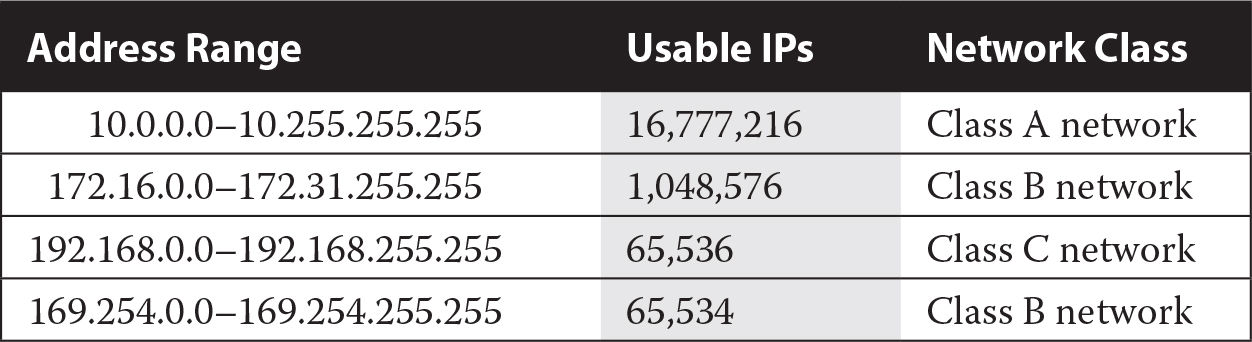 Address Range Usable IPs Network Class
10.0.0.0–10.255.255.255 16,777,216 Class A network
172.16.0.0–172.31.255.255 1,048,576 Class B network
192.168.0.0–192.168.255.255 65,536 Class C network
169.254.0.0–169.254.255.255 65,534 Class B network